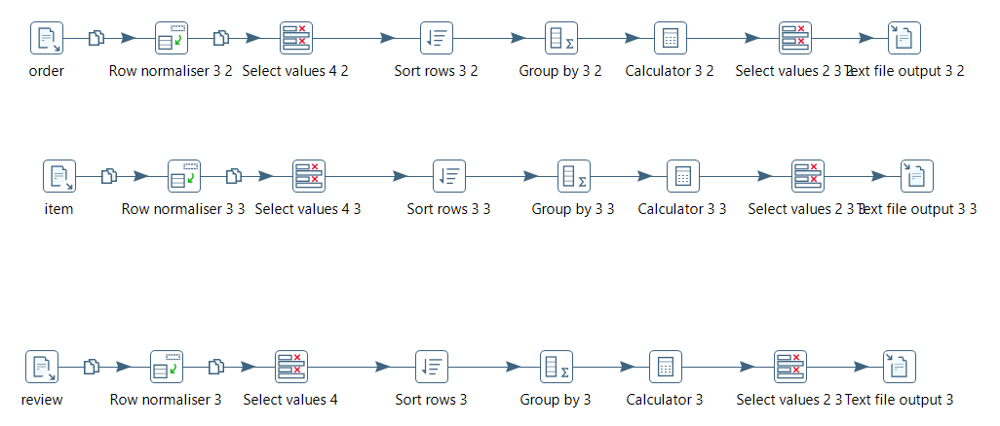 order Row normaliser 3 2 Select values 4 2 Sort rows 3 2 Group by 3 2 Calculator 3 2 Select values 2 3 2 Text file output 3 2
item Row normaliser 3 3 Select values 4 3 Sort rows 3 3 Group by 3 3 Calculator 3 3 Select values 2 3 3 Text file output 3 3
review Row normaliser 3 Select values 4 Sort rows 3 Group by 3 Calculator 3 Select values 2 3 Text file output 3